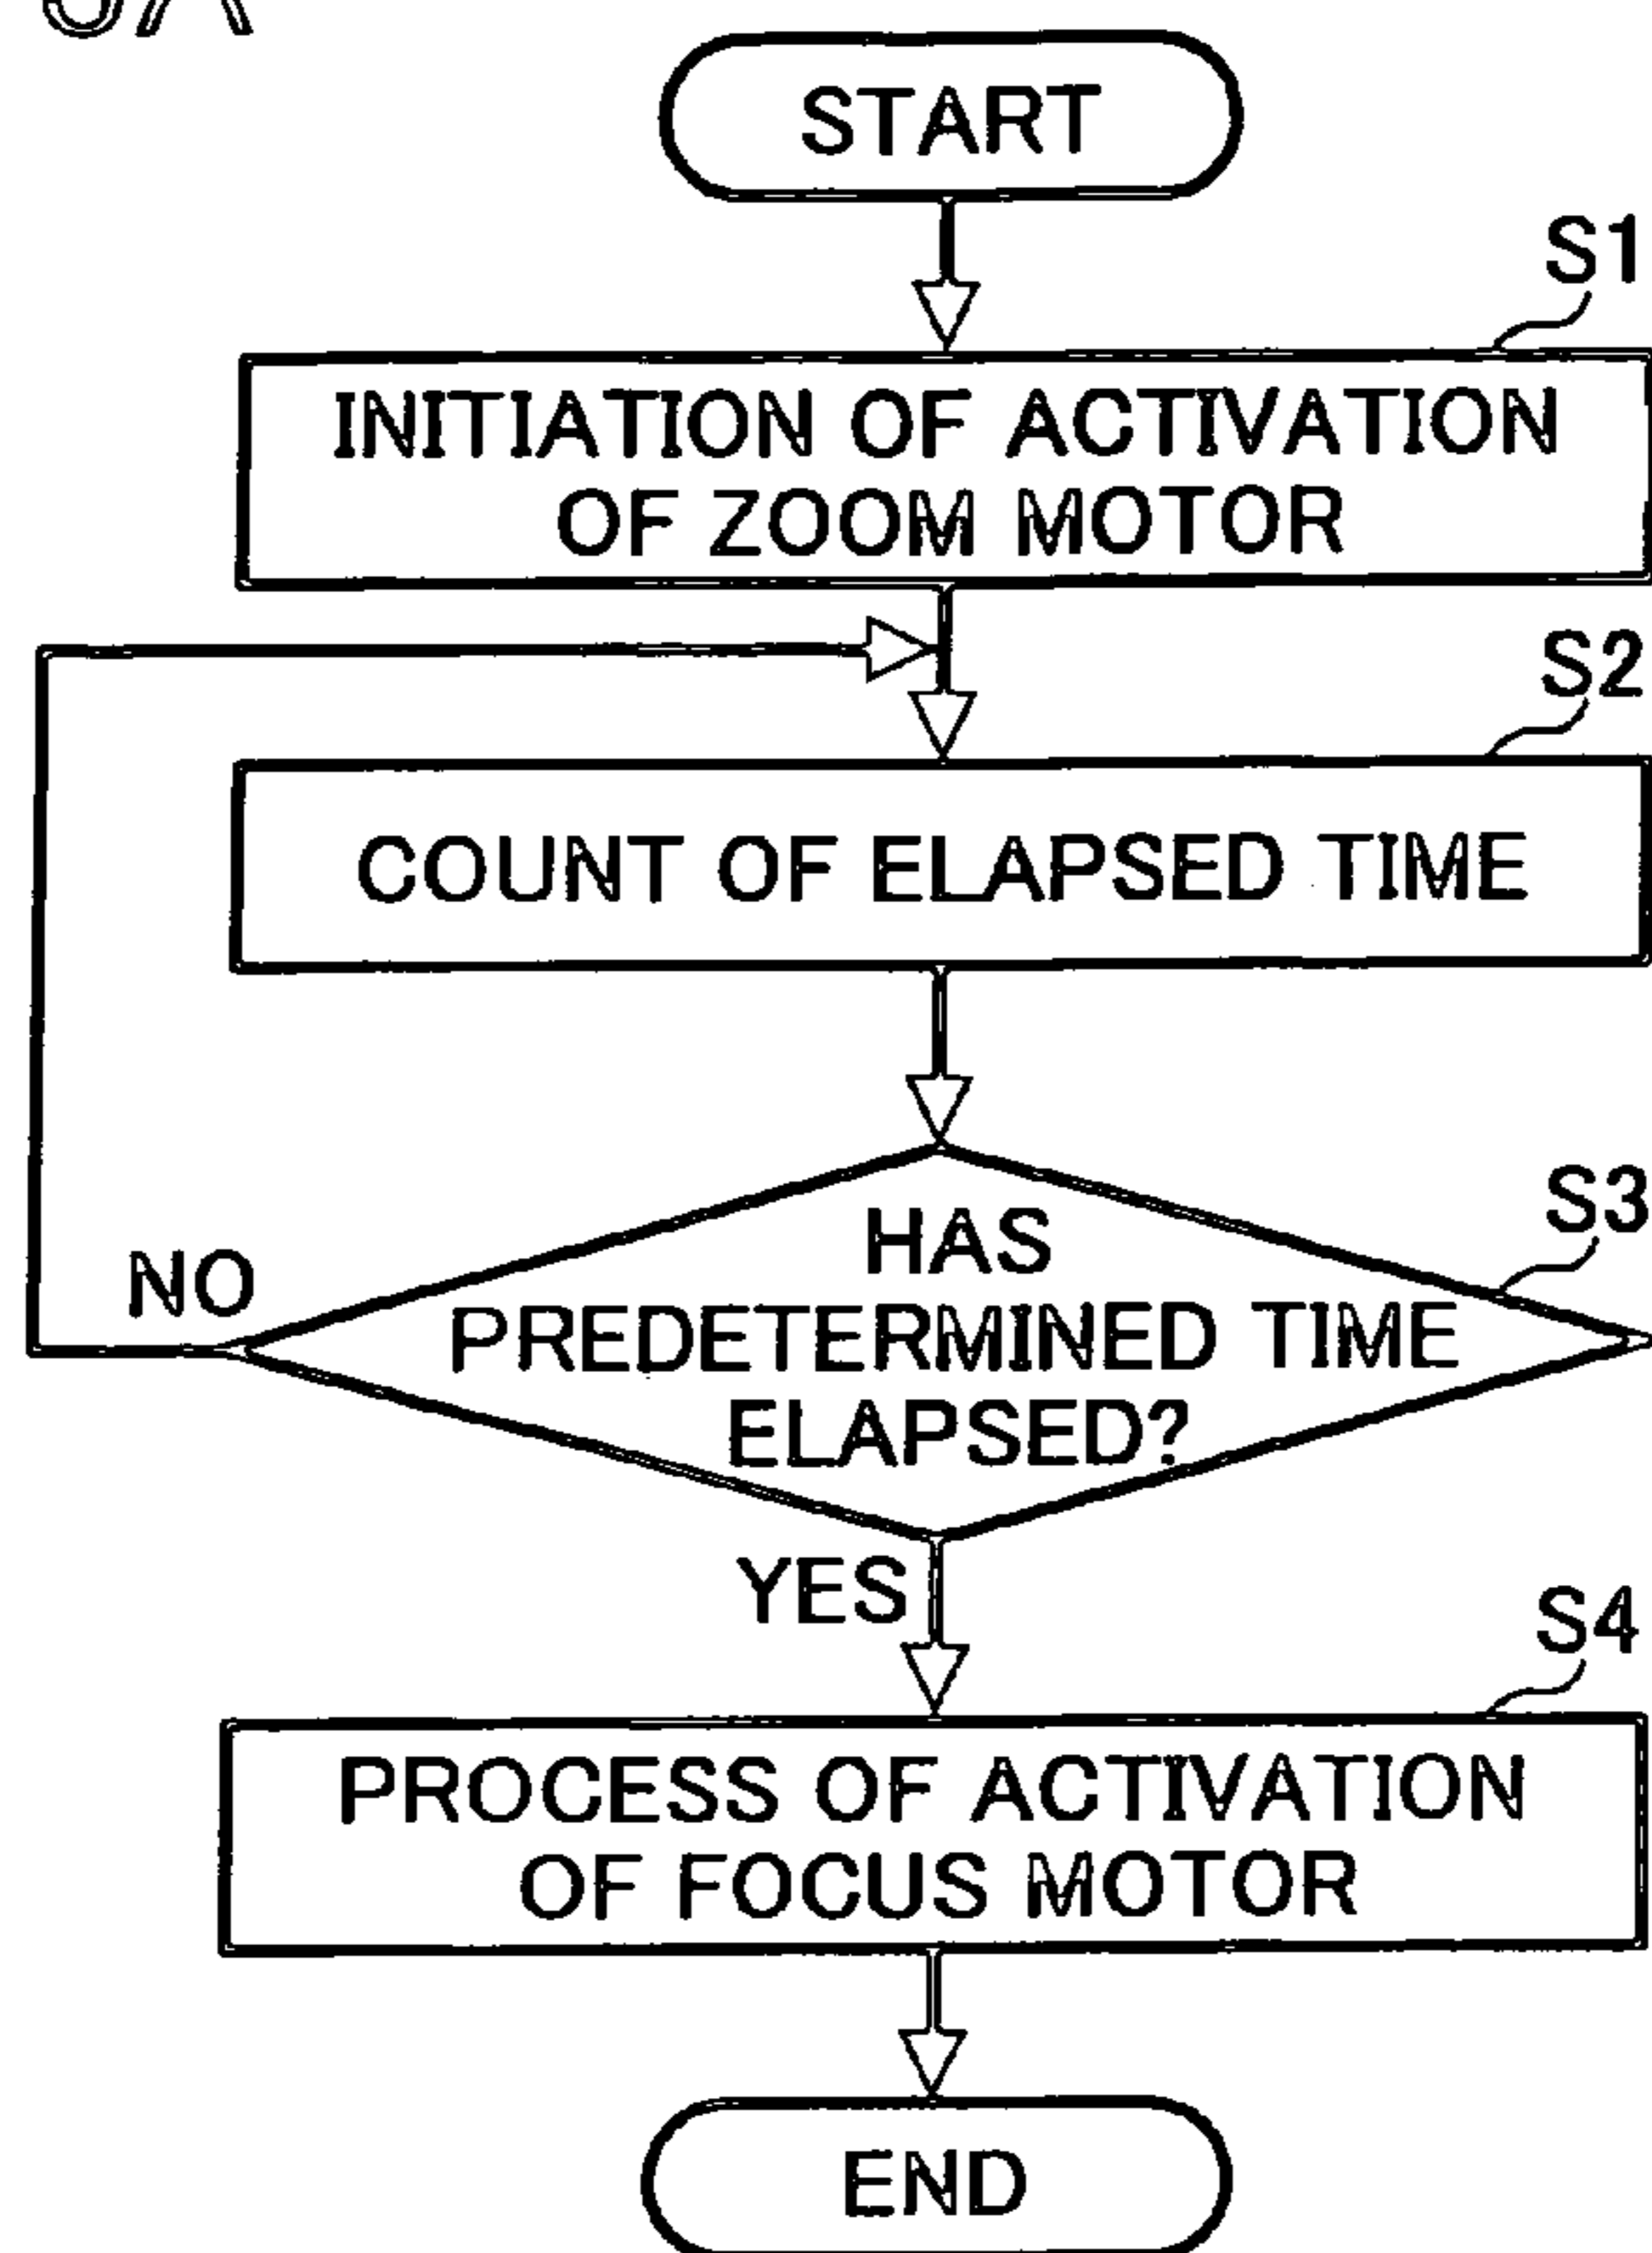 START
S1
INITIATION OF ACTIVATION
OF ZOOM MOTOR
S2
COUNT OF ELAPSED TIME
S3
HAS
PREDETERMINED TIME
ELAPSED?
NO
YES
S4
PROCESS OF ACTIVATION
OF FOCUS MOTOR
END